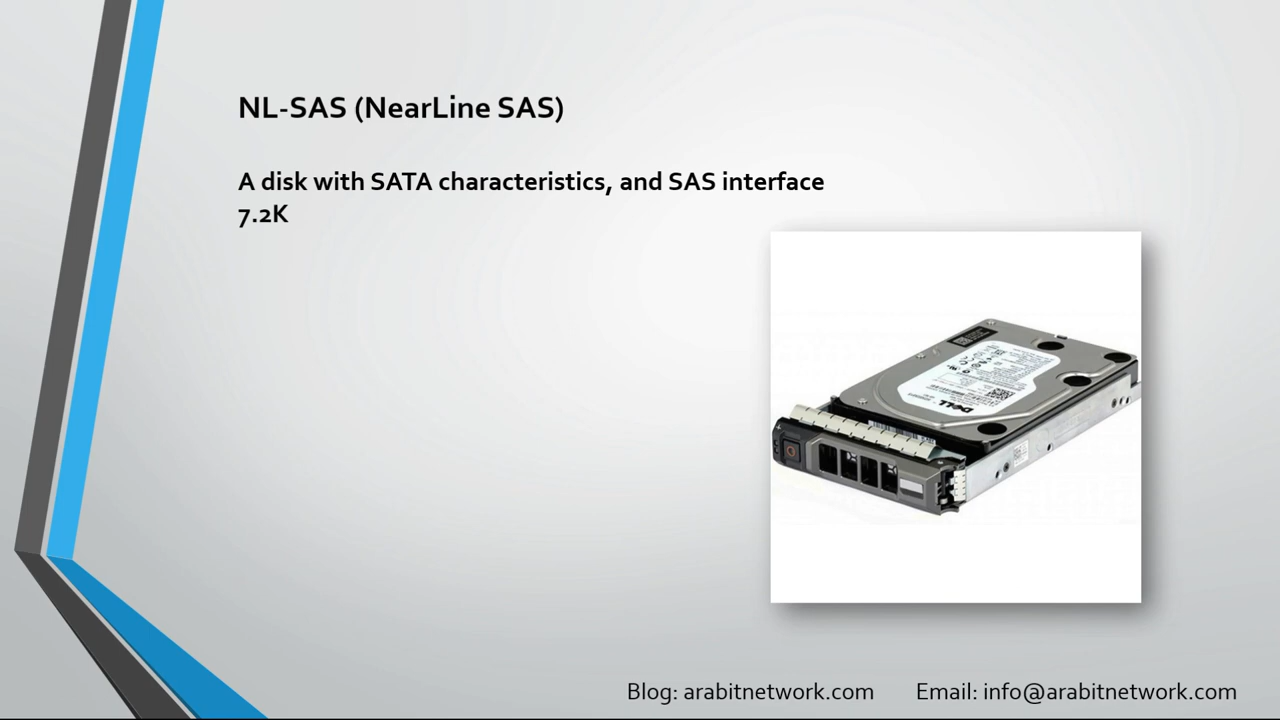 NL-SAS (NearLine SAS)
A disk with SATA characteristics, and SAS interface
7.2K
DELL
Blog: arabitnetwork.com Email: info@arabitnetwork.com